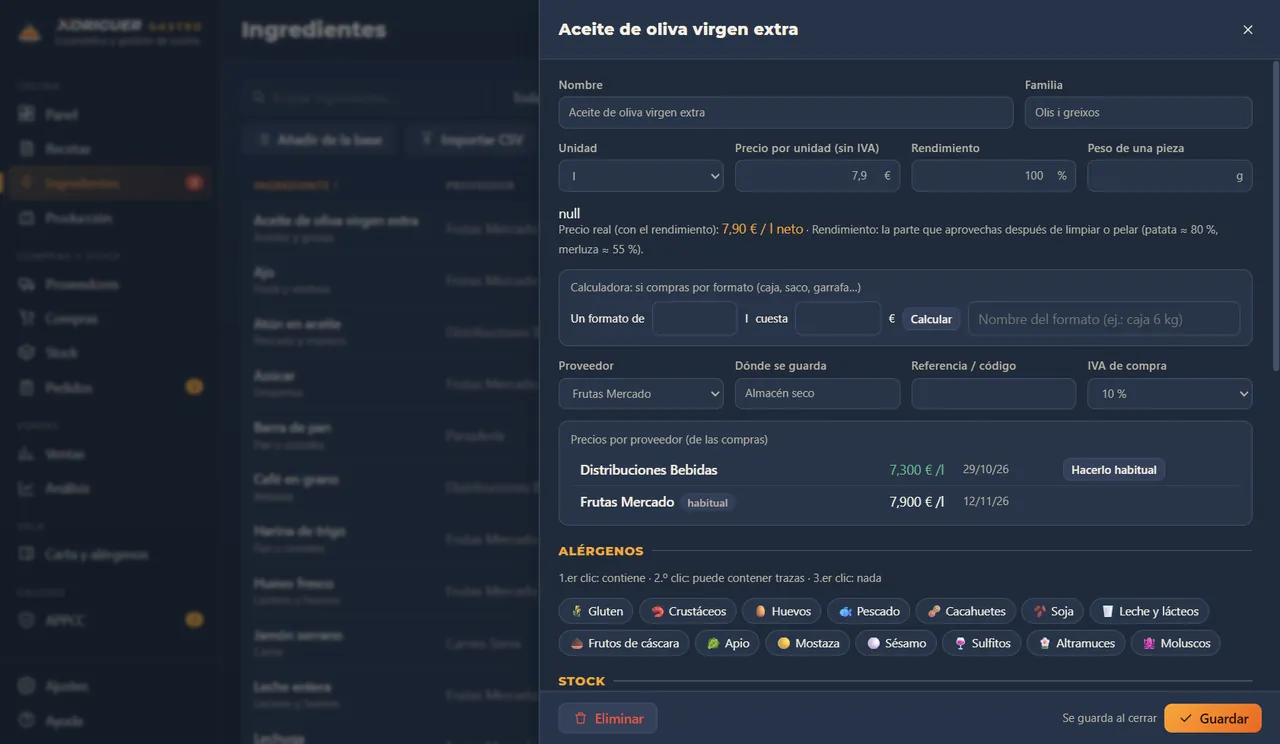 XDRIGUER GASTRO
Ingredientes
Panel
Recetas
Ingredientes
Producción
Proveedores
Compras
Stock
Pedidos
Ventas
Análisis
Carta y alérgenos
APPCC
Ajustes
Ayuda
Añadir de la base
Importar CSV
INGREDIENTE
PROVEEDOR
Aceite de oliva virgen extra
Frutas Mercado
Ajo
Atún en aceite
Azúcar
Barra de pan
Panadería
Café en grano
Harina de trigo
Huevo fresco
Jamón serrano
Leche entera
Lechuga
Aceite de oliva virgen extra
Nombre
Familia
Aceite de oliva virgen extra
Olis i greixos
Unidad
Precio por unidad (sin IVA)
Rendimiento
Peso de una pieza
l
7,9 €
100 %
g
null
Precio real (con el rendimiento): 7,90 € / l neto · Rendimiento: la parte que aprovechas después de limpiar o pelar (patata ≈ 80 %,
merluza ≈ 55 %).
Calculadora: si compras por formato (caja, saco, garrafa...)
Un formato de l cuesta € Calcular Nombre del formato (ej.: caja 6 kg)
Proveedor
Dónde se guarda
Referencia / código
IVA de compra
Frutas Mercado
Almacén seco
10 %
Precios por proveedor (de las compras)
Distribuciones Bebidas 7,300 € /l 29/10/26 Hacerlo habitual
Frutas Mercado habitual 7,900 € /l 12/11/26
ALÉRGENOS
1.er clic: contiene · 2.º clic: puede contener trazas · 3.er clic: nada
Gluten Crustáceos Huevos Pescado Cacahuetes Soja Leche y lácteos
Frutos de cáscara Apio Mostaza Sésamo Sulfitos Altramuces Moluscos
STOCK
Eliminar
Se guarda al cerrar
Guardar